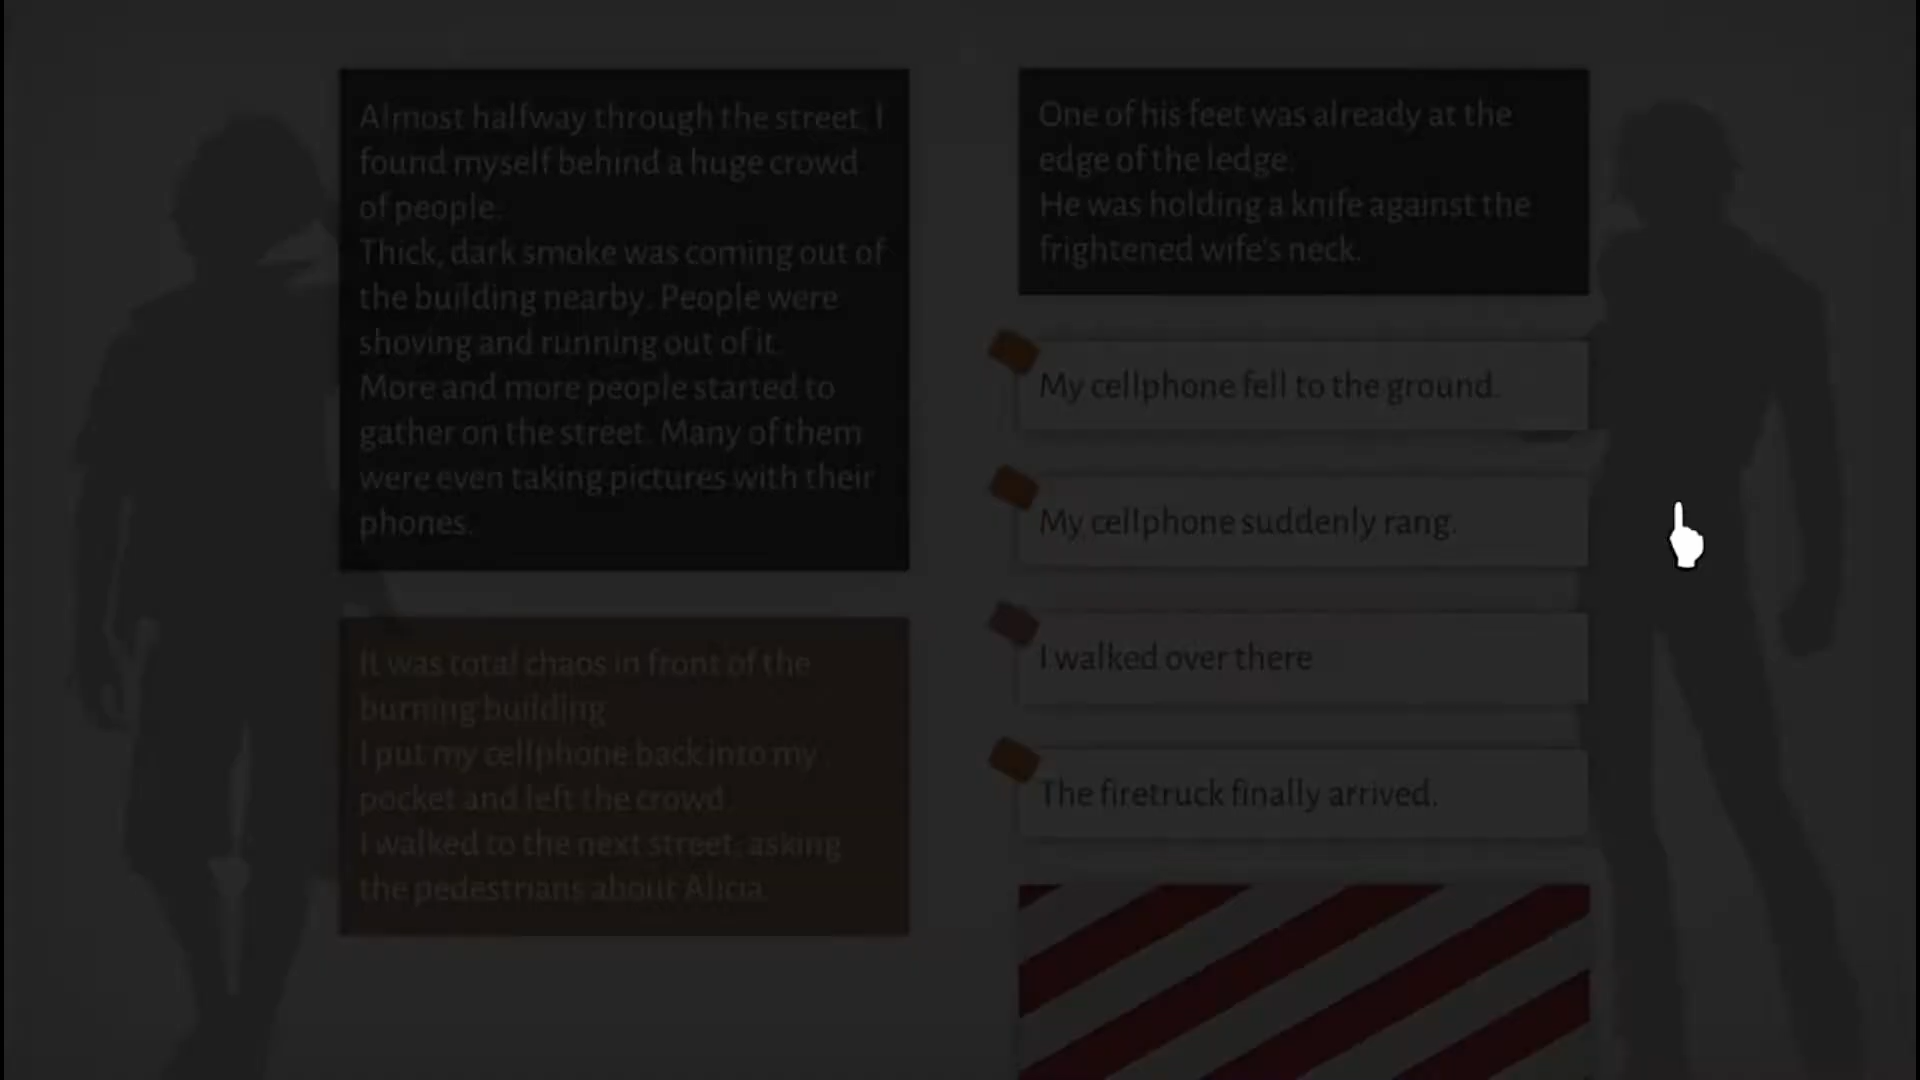 Almost halfway through the street, I
found myself behind a huge crowd
of people.
Thick, dark smoke was coming out of
the building nearby. People were
shoving and running out of it.
More and more people started to
gather on the street. Many of them
were even taking pictures with their
phones.
It was total chaos in front of the
burning building
I put my cellphone back into my
pocket and left the crowd.
I walked to the next street, asking
the pedestrians about Alicia.
One of his feet was already at the
edge of the ledge.
He was holding a knife against the
frightened wife's neck.
My cellphone fell to the ground.
My cellphone suddenly rang.
I walked over there
The firetruck finally arrived.